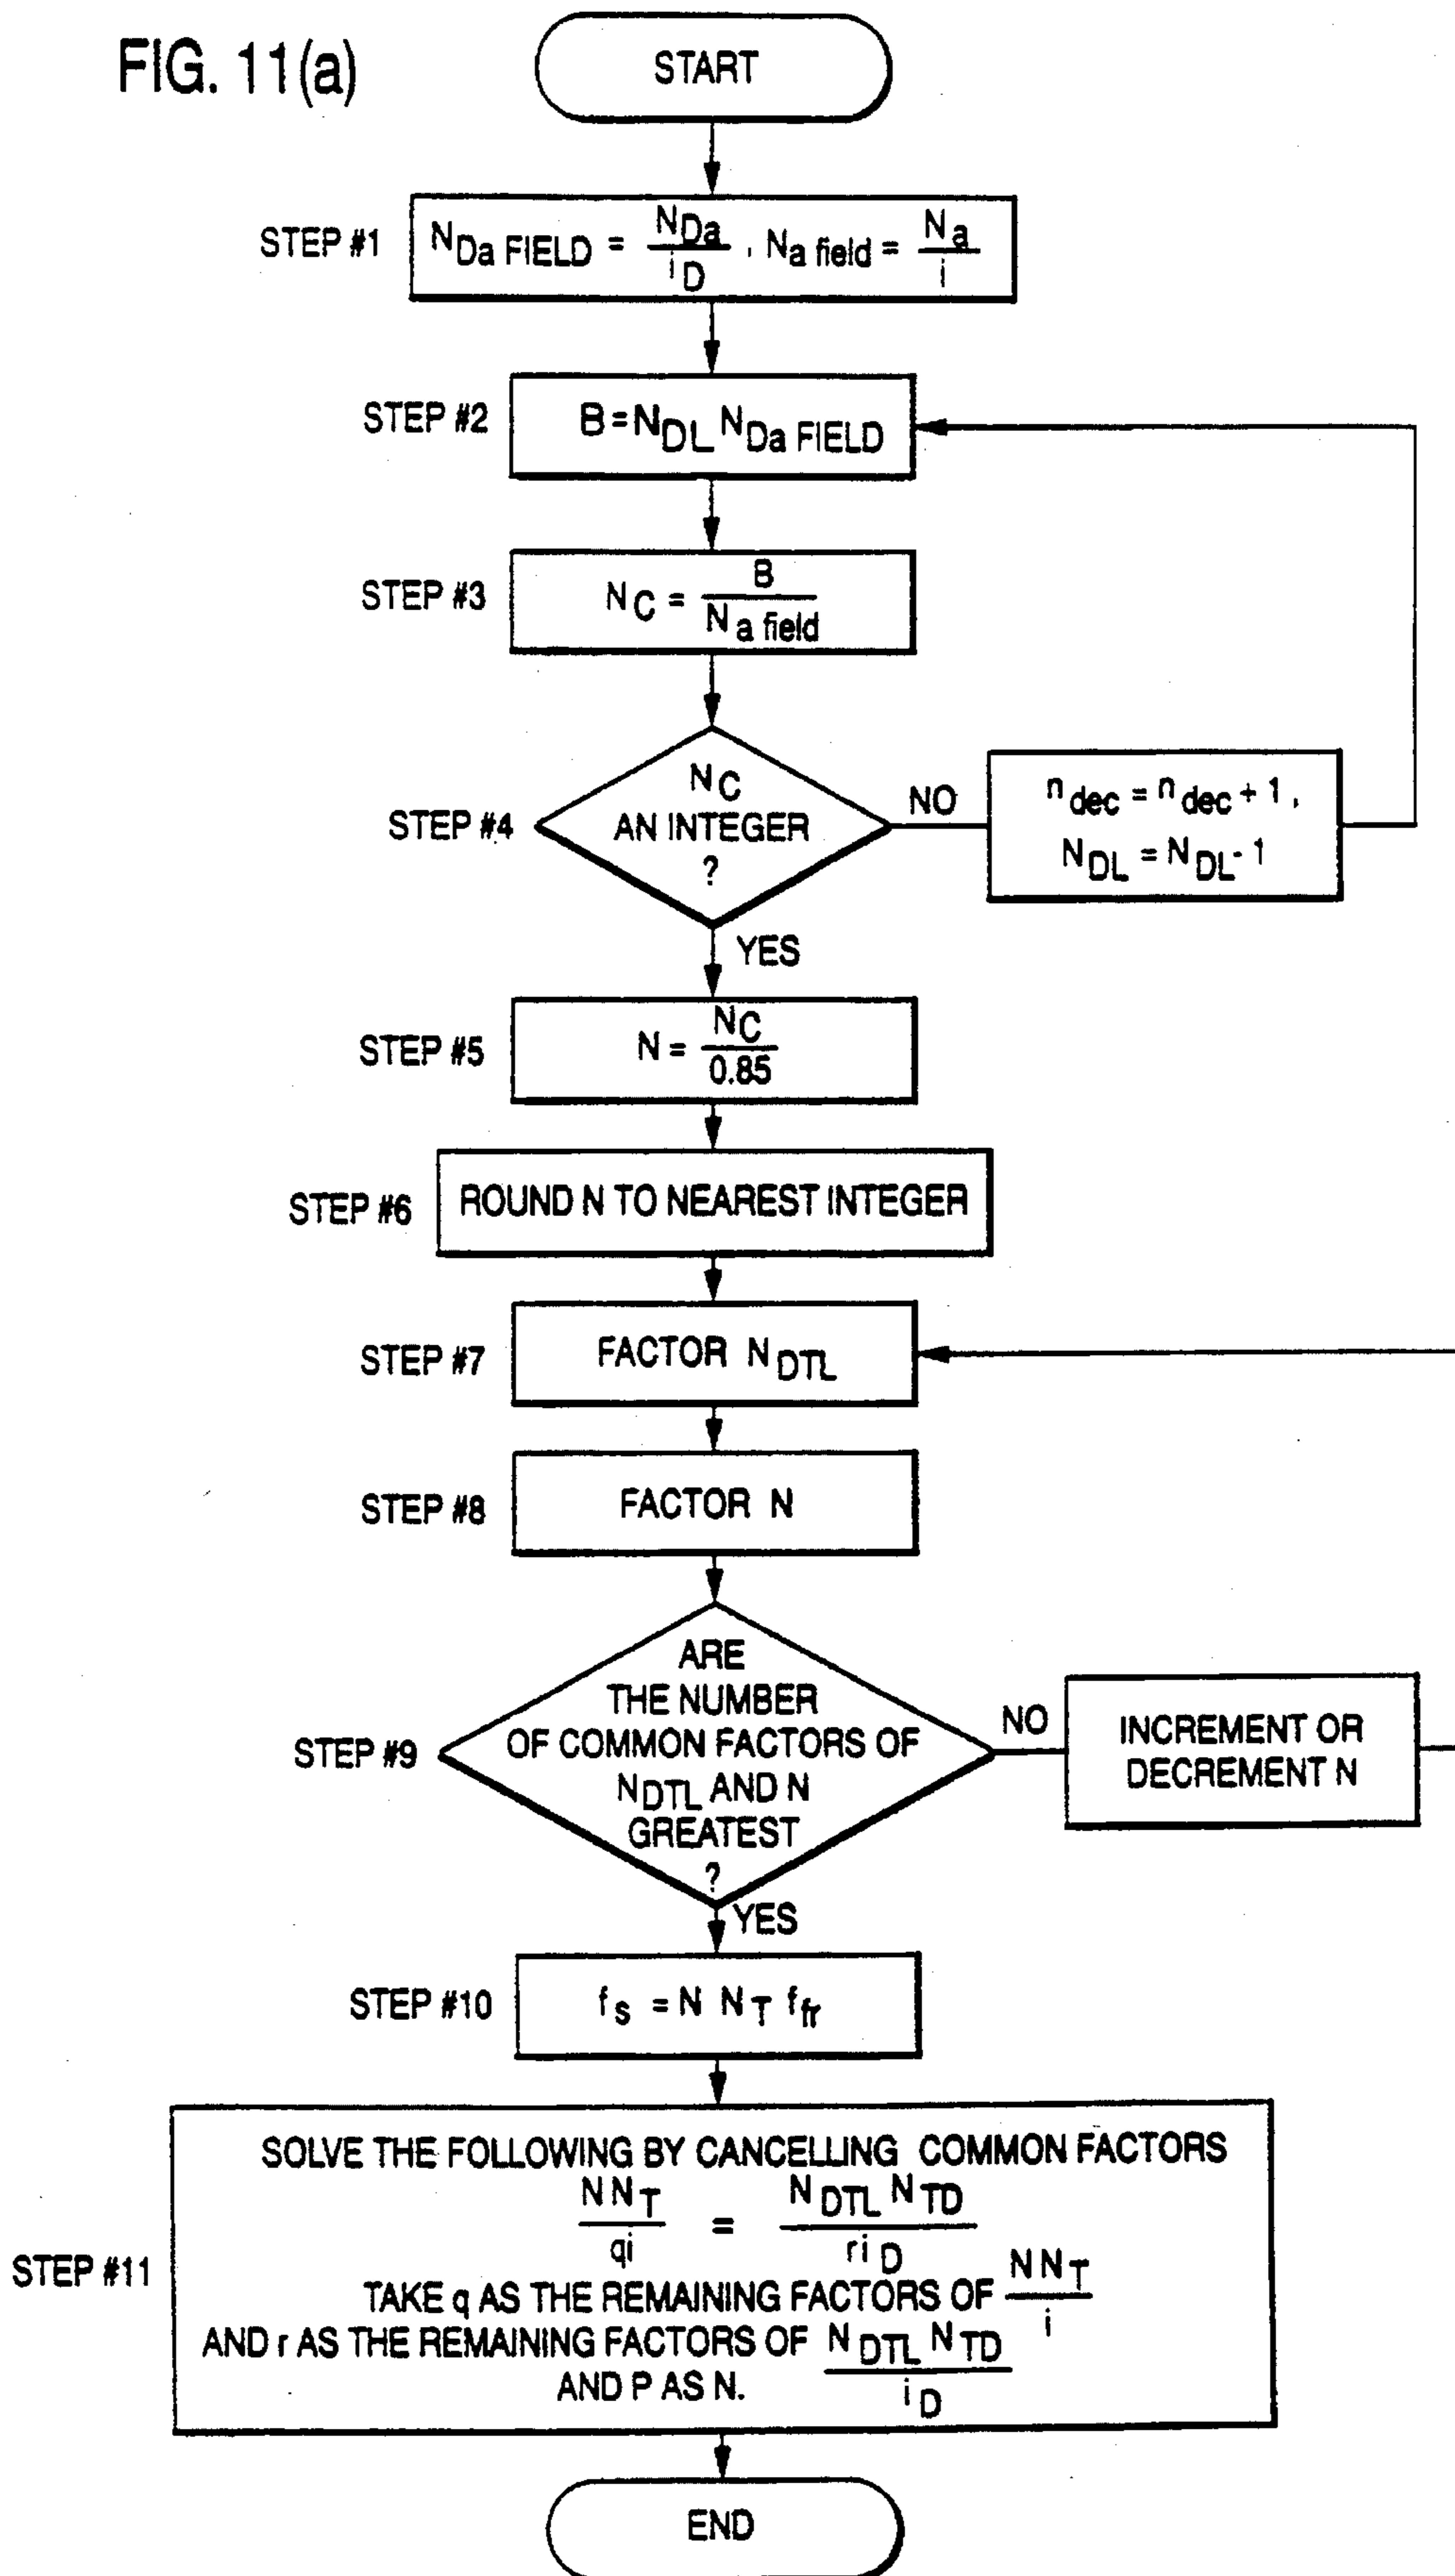 FIG. 11(a)
START
STEP #1
N_Da FIELD = N_Da / i_D , N_a field = N_a / i
STEP #2
B = N_DL N_Da FIELD
STEP #3
N_C = B / N_a field
STEP #4
N_C
AN INTEGER
?
NO
n_dec = n_dec + 1 ,
N_DL = N_DL - 1
YES
STEP #5
N = N_C / 0.85
STEP #6
ROUND N TO NEAREST INTEGER
STEP #7
FACTOR N_DTL
STEP #8
FACTOR N
STEP #9
ARE
THE NUMBER
OF COMMON FACTORS OF
N_DTL AND N
GREATEST
?
NO
INCREMENT OR
DECREMENT N
YES
STEP #10
f_s = N N_T f_fr
STEP #11
SOLVE THE FOLLOWING BY CANCELLING COMMON FACTORS
N N_T / qi = N_DTL N_TD / r i_D
TAKE q AS THE REMAINING FACTORS OF N N_T / i
AND r AS THE REMAINING FACTORS OF N_DTL N_TD / i_D
AND P AS N.
END